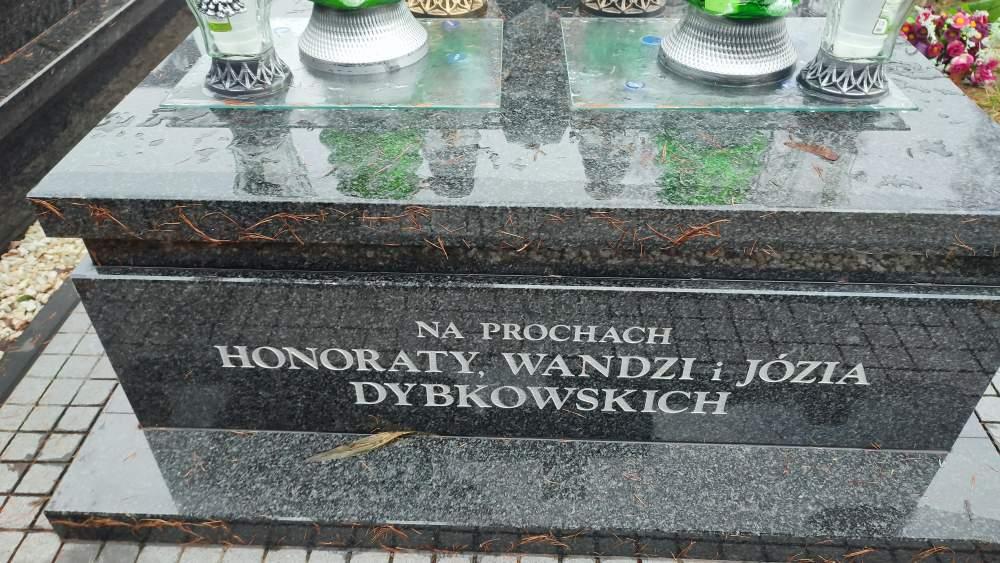 NA PROCHACH
HONORATY, WANDZI i JÓZIA
DYBKOWSKICH